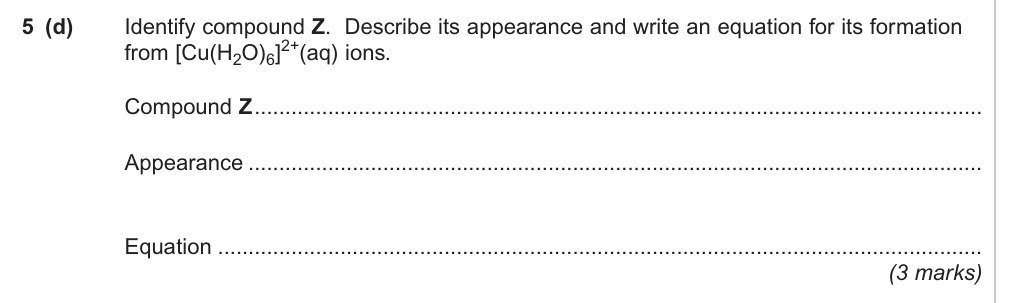 5 (d) Identify compound Z. Describe its appearance and write an equation for its formation
from [Cu(H₂O)₆]²⁺(aq) ions.
Compound Z........................................................................................................................
Appearance ........................................................................................................................
Equation ............................................................................................................................
(3 marks)